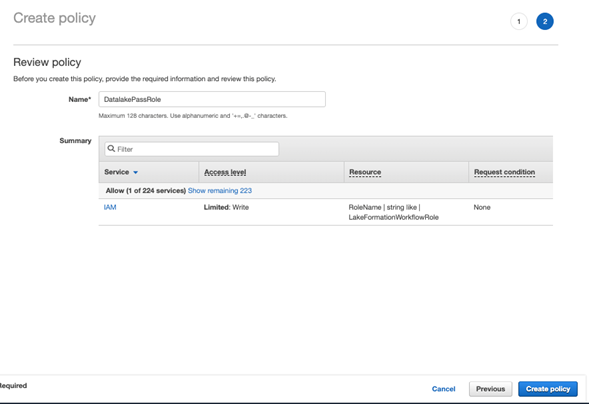 Create policy
1
2
Review policy
Before you create this policy, provide the required information and review this policy.
Name*
DatalakePassRole
Maximum 128 characters. Use alphanumeric and '+=,.@-_' characters.
Summary
Filter
Service
Access level
Resource
Request condition
Allow (1 of 224 services) Show remaining 223
IAM
Limited: Write
RoleName | string like |
LakeFormationWorkflowRole
None
Required
Cancel
Previous
Create policy